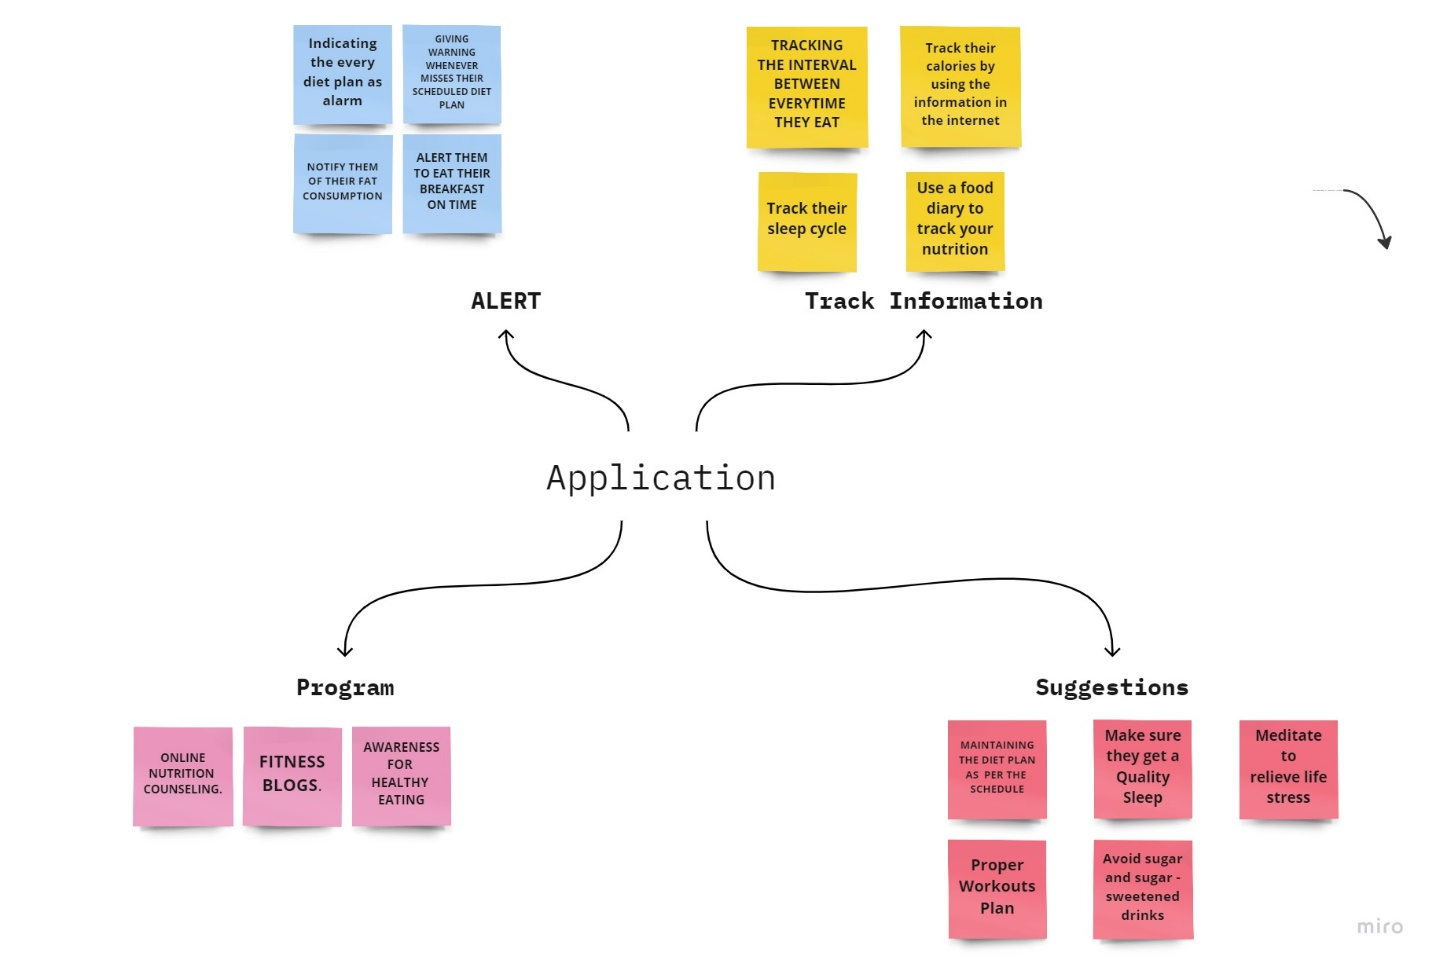 Indicating
the every
diet plan as
alarm
GIVING
WARNING
WHENEVER
MISSES THEIR
SCHEDULED DIET
PLAN
NOTIFY THEM
OF THEIR FAT
CONSUMPTION
ALERT THEM
TO EAT THEIR
BREAKFAST
ON TIME
ALERT
TRACKING
THE INTERVAL
BETWEEN
EVERYTIME
THEY EAT
Track their
calories by
using the
information in
the internet
Track their
sleep cycle
Use a food
diary to
track your
nutrition
Track Information
Application
Program
ONLINE
NUTRITION
COUNSELING.
FITNESS
BLOGS.
AWARENESS
FOR
HEALTHY
EATING
Suggestions
MAINTAINING
THE DIET PLAN
AS PER THE
SCHEDULE
Make sure
they get a
Quality
Sleep
Meditate
to
relieve life
stress
Proper
Workouts
Plan
Avoid sugar
and sugar -
sweetened
drinks
miro